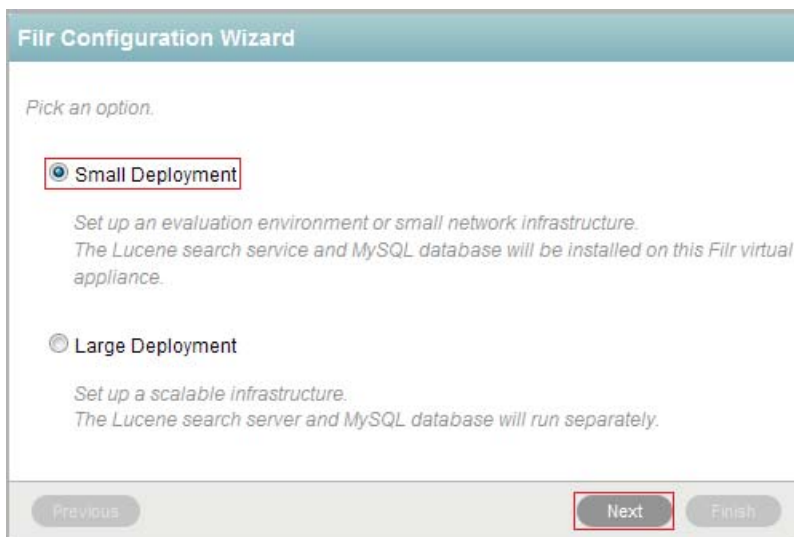 Filr Configuration Wizard
Pick an option.
Small Deployment
Set up an evaluation environment or small network infrastructure.
The Lucene search service and MySQL database will be installed on this Filr virtual
appliance.
Large Deployment
Set up a scalable infrastructure.
The Lucene search server and MySQL database will run separately.
Previous
Next
Finish